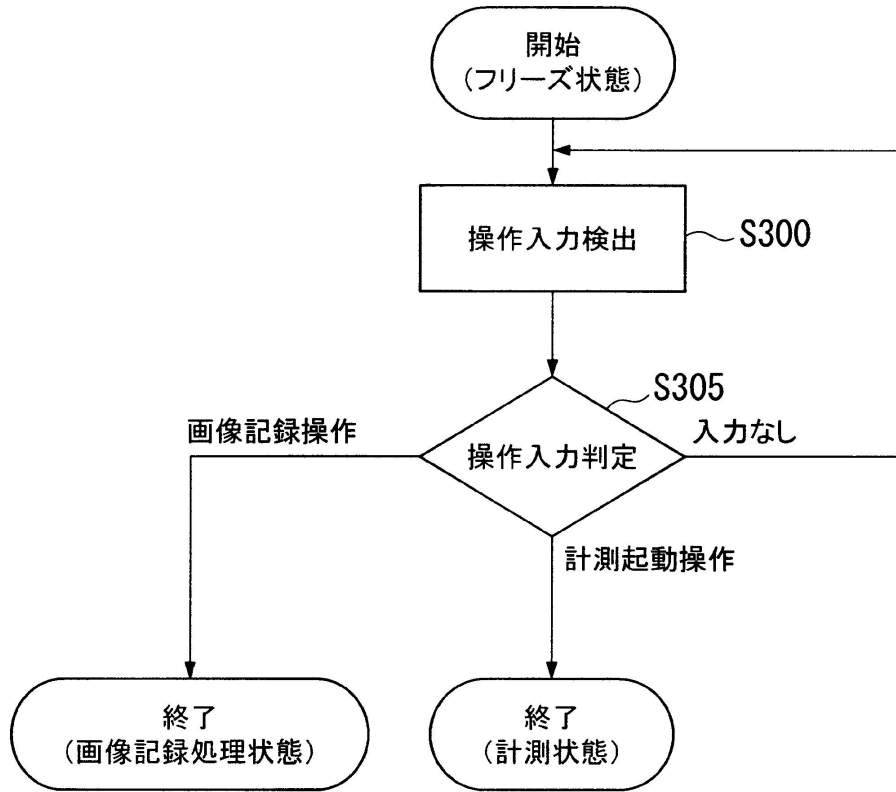 開始
(フリーズ状態)
操作入力検出
S300
S305
画像記録操作
操作入力判定
入力なし
計測起動操作
終了
(画像記録処理状態)
終了
(計測状態)